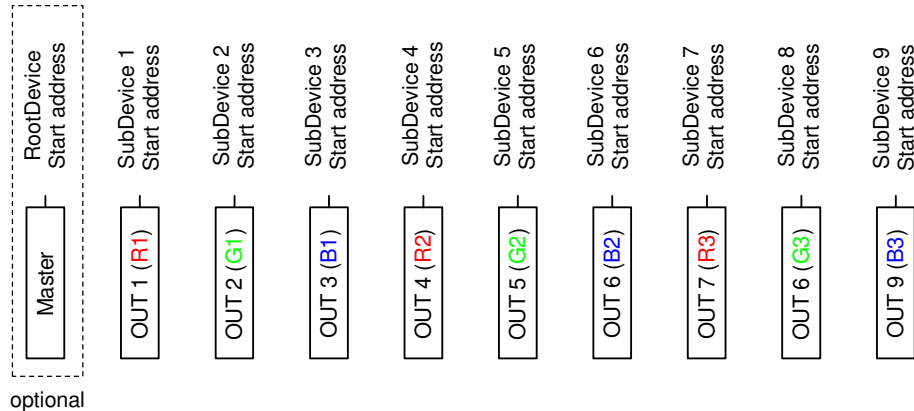 RootDevice
Start address
SubDevice 1
Start address
SubDevice 2
Start address
SubDevice 3
Start address
SubDevice 4
Start address
SubDevice 5
Start address
SubDevice 6
Start address
SubDevice 7
Start address
SubDevice 8
Start address
SubDevice 9
Start address
Master
OUT 1 (R1)
OUT 2 (G1)
OUT 3 (B1)
OUT 4 (R2)
OUT 5 (G2)
OUT 6 (B2)
OUT 7 (R3)
OUT 6 (G3)
OUT 9 (B3)
optional